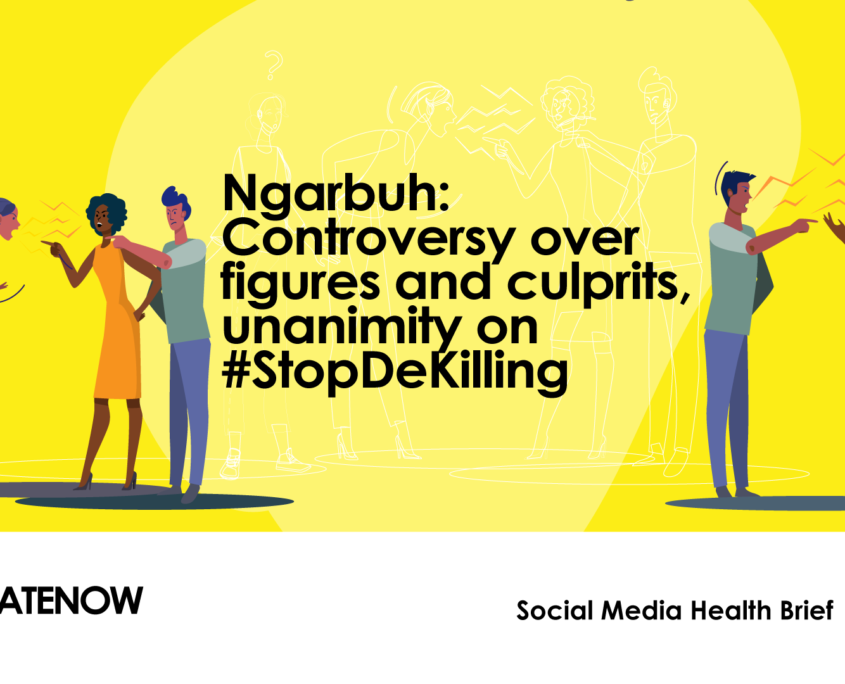 Ngarbuh:
Controversy over
figures and culprits,
unanimity on
#StopDeKilling
?
ATENOW
Social Media Health Brief